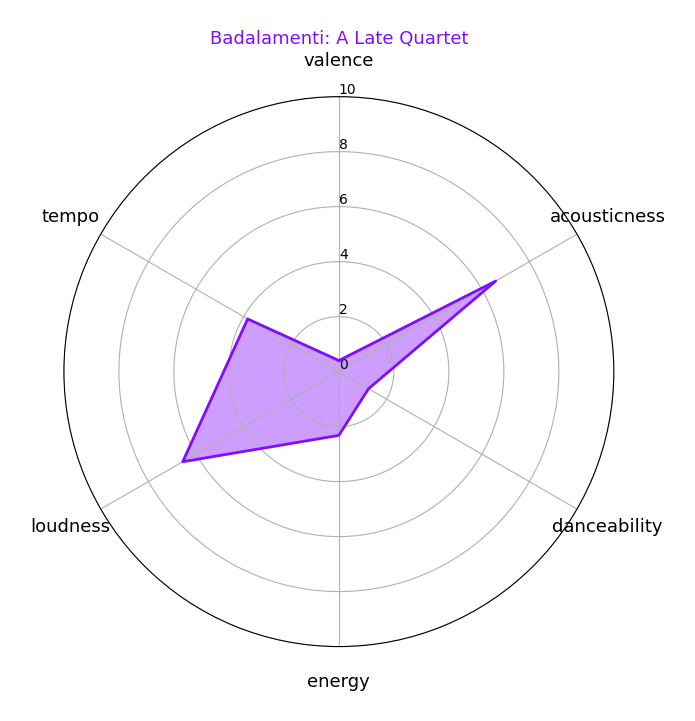 Badalamenti: A Late Quartet
valence
10
8
6
4
2
0
tempo
acousticness
loudness
danceability
energy